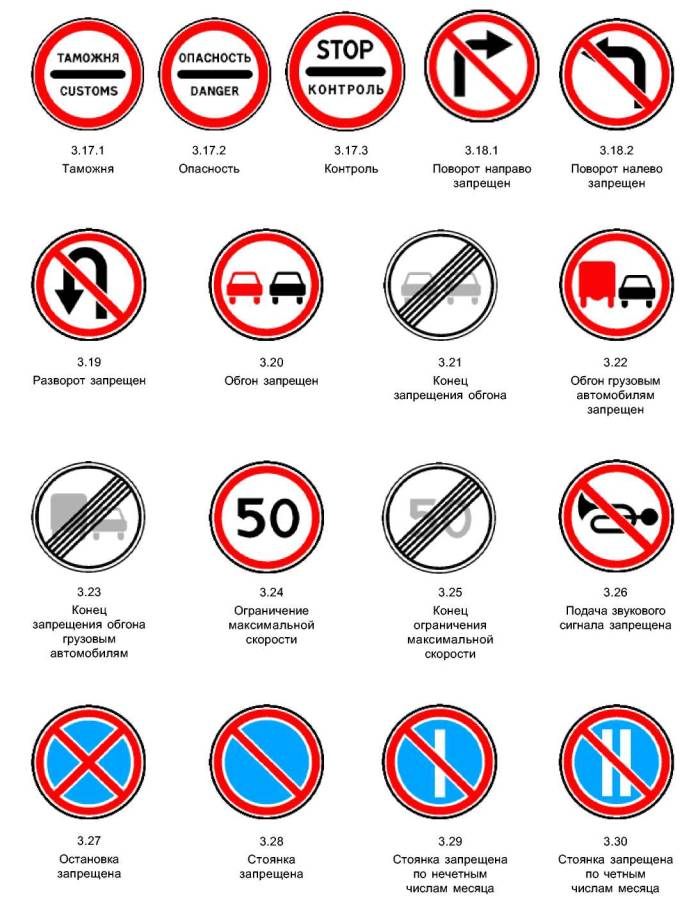 ТАМОЖНЯ
CUSTOMS
ОПАСНОСТЬ
DANGER
STOP
КОНТРОЛЬ
3.17.1
Таможня
3.17.2
Опасность
3.17.3
Контроль
3.18.1
Поворот направо
запрещен
3.18.2
Поворот налево
запрещен
3.19
Разворот запрещен
3.20
Обгон запрещен
3.21
Конец
запрещения обгона
3.22
Обгон грузовым
автомобилям
запрещен
50
50
3.23
Конец
запрещения обгона
грузовым
автомобилям
3.24
Ограничение
максимальной
скорости
3.25
Конец
ограничения
максимальной
скорости
3.26
Подача звукового
сигнала запрещена
3.27
Остановка
запрещена
3.28
Стоянка
запрещена
3.29
Стоянка запрещена
по нечетным
числам месяца
3.30
Стоянка запрещена
по четным
числам месяца